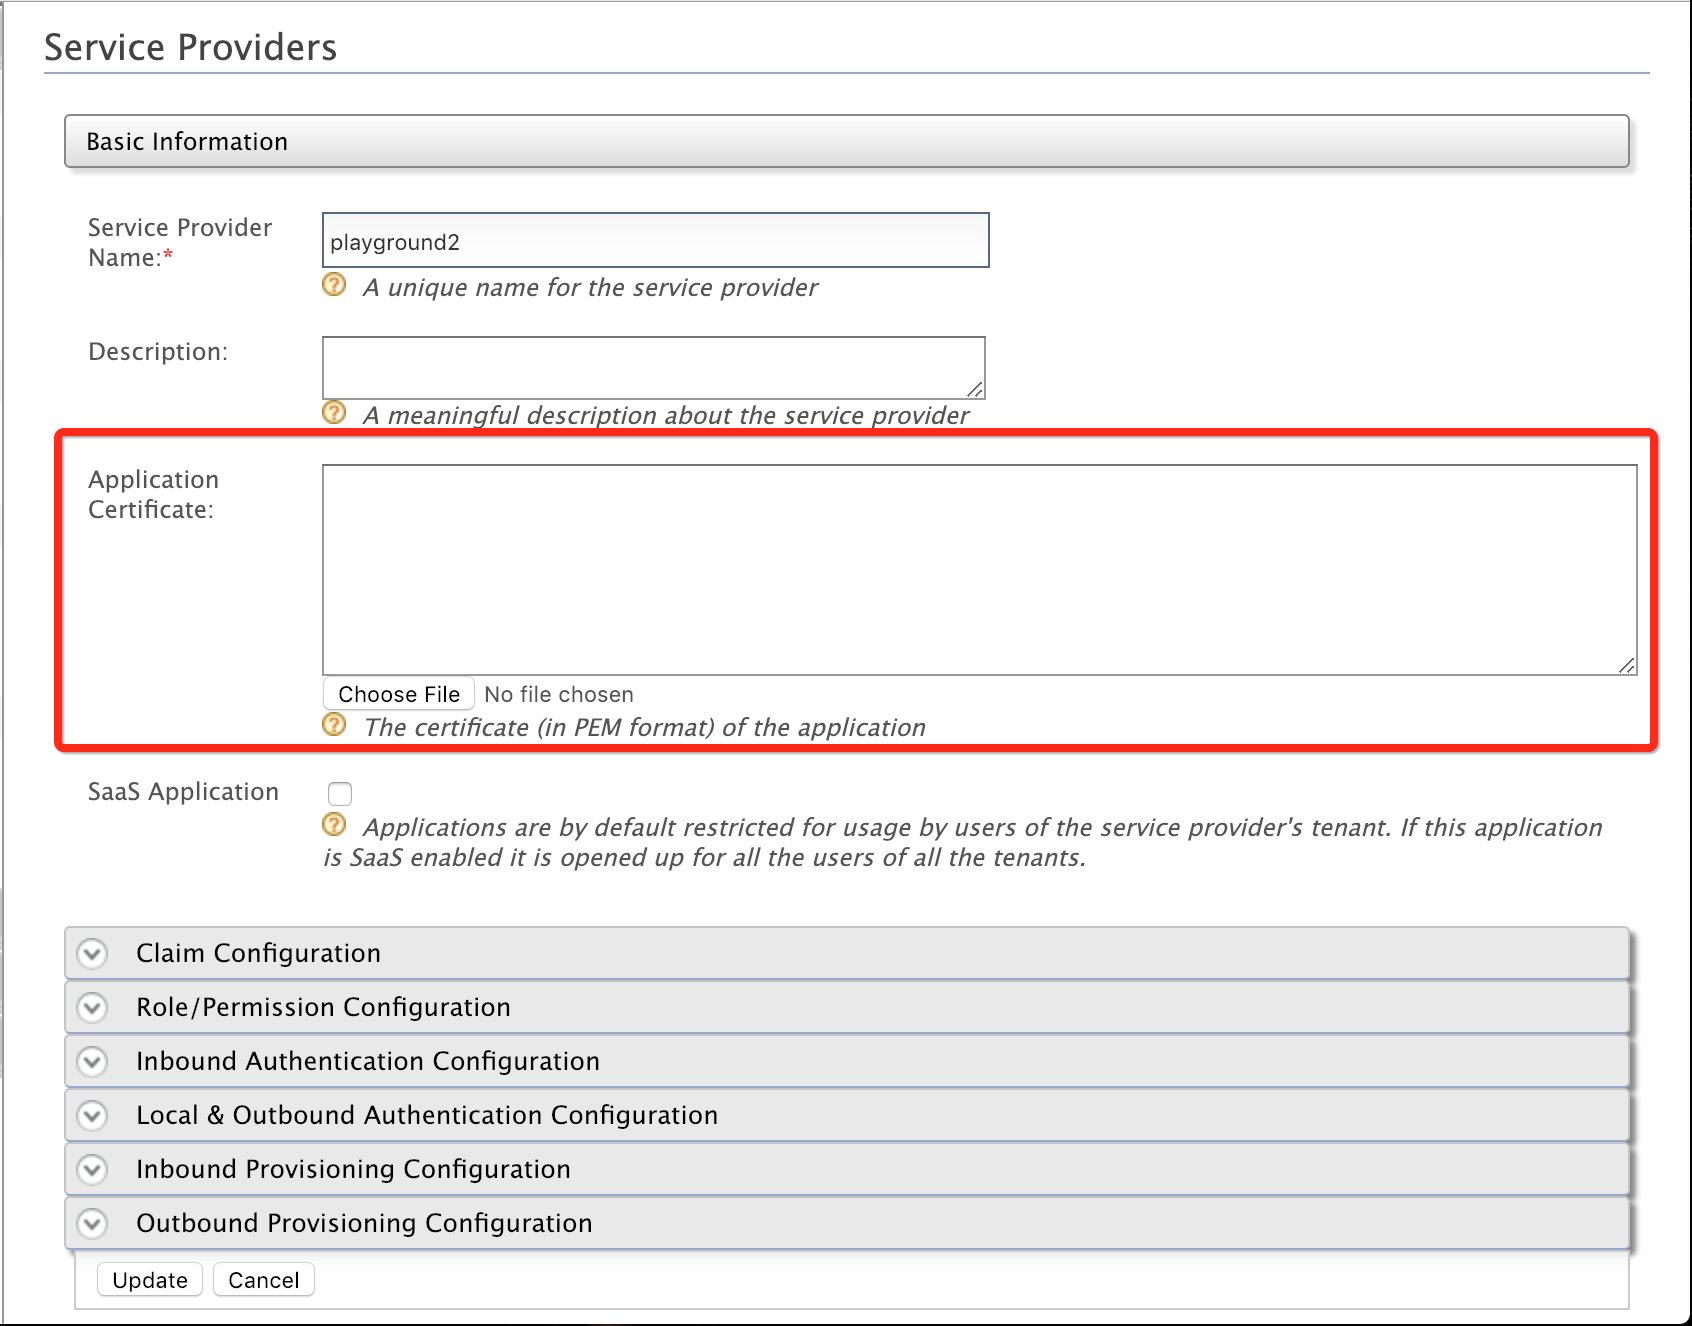 Service Providers
Basic Information
Service Provider
Name:*
playground2
? A unique name for the service provider
Description:
? A meaningful description about the service provider
Application
Certificate:
Choose File No file chosen
? The certificate (in PEM format) of the application
SaaS Application
? Applications are by default restricted for usage by users of the service provider's tenant. If this application
is SaaS enabled it is opened up for all the users of all the tenants.
Claim Configuration
Role/Permission Configuration
Inbound Authentication Configuration
Local & Outbound Authentication Configuration
Inbound Provisioning Configuration
Outbound Provisioning Configuration
Update Cancel